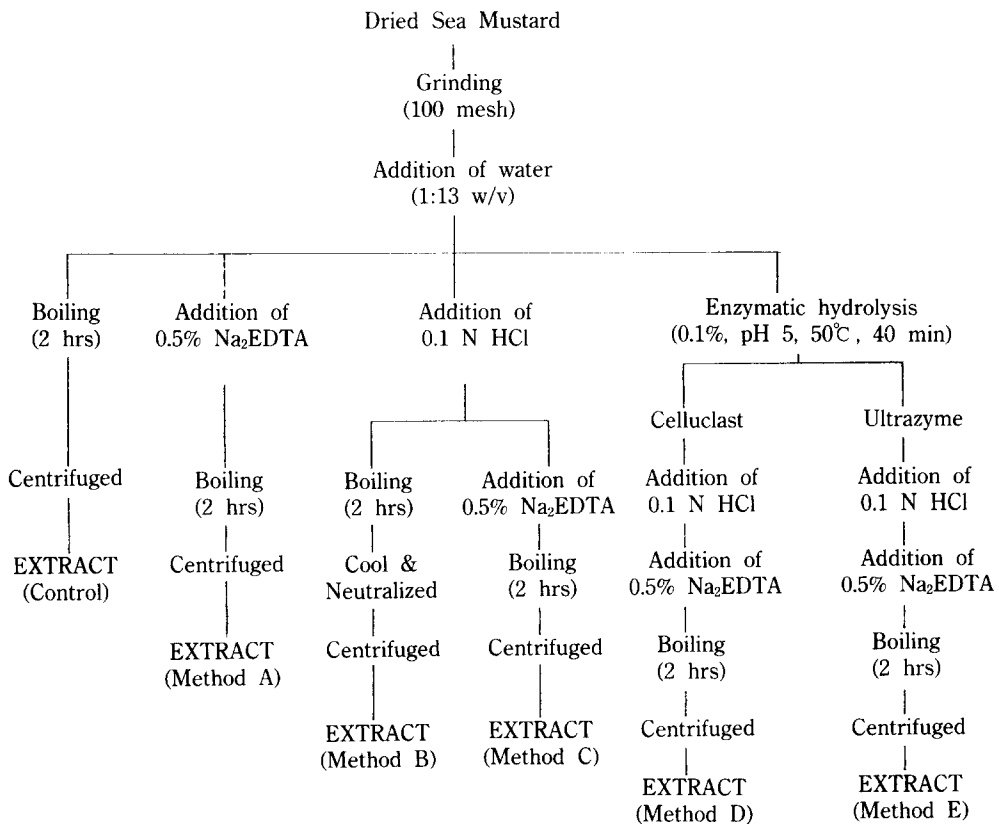 Dried Sea Mustard
Grinding
(100 mesh)
Addition of water
(1:13 w/v)
Boiling
(2 hrs)
Centrifuged
EXTRACT
(Control)
Addition of
0.5% Na₂EDTA
Boiling
(2 hrs)
Centrifuged
EXTRACT
(Method A)
Addition of
0.1 N HCl
Boiling
(2 hrs)
Cool &
Neutralized
Centrifuged
EXTRACT
(Method B)
Addition of
0.5% Na₂EDTA
Boiling
(2 hrs)
Centrifuged
EXTRACT
(Method C)
Enzymatic hydrolysis
(0.1%, pH 5, 50℃, 40 min)
Celluclast
Addition of
0.1 N HCl
Addition of
0.5% Na₂EDTA
Boiling
(2 hrs)
Centrifuged
EXTRACT
(Method D)
Ultrazyme
Addition of
0.1 N HCl
Addition of
0.5% Na₂EDTA
Boiling
(2 hrs)
Centrifuged
EXTRACT
(Method E)